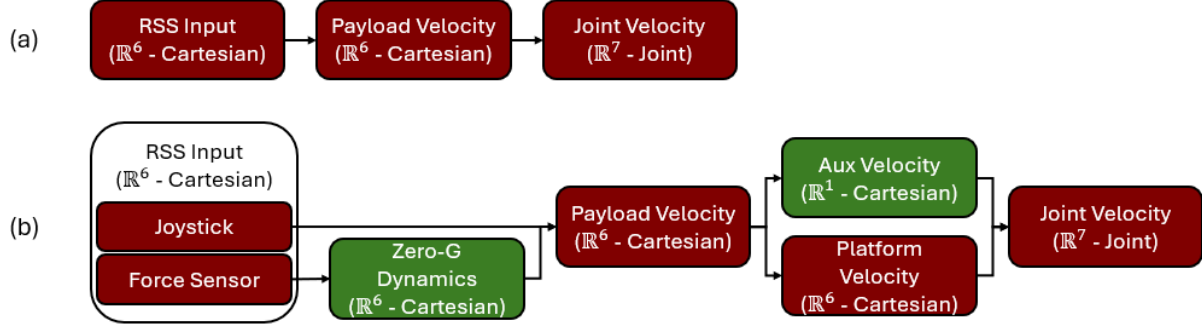 (a)
RSS Input
(ℝ⁶ - Cartesian)
Payload Velocity
(ℝ⁶ - Cartesian)
Joint Velocity
(ℝ⁷ - Joint)
(b)
RSS Input
(ℝ⁶ - Cartesian)
Joystick
Force Sensor
Zero-G
Dynamics
(ℝ⁶ - Cartesian)
Payload Velocity
(ℝ⁶ - Cartesian)
Aux Velocity
(ℝ¹ - Cartesian)
Platform
Velocity
(ℝ⁶ - Cartesian)
Joint Velocity
(ℝ⁷ - Joint)